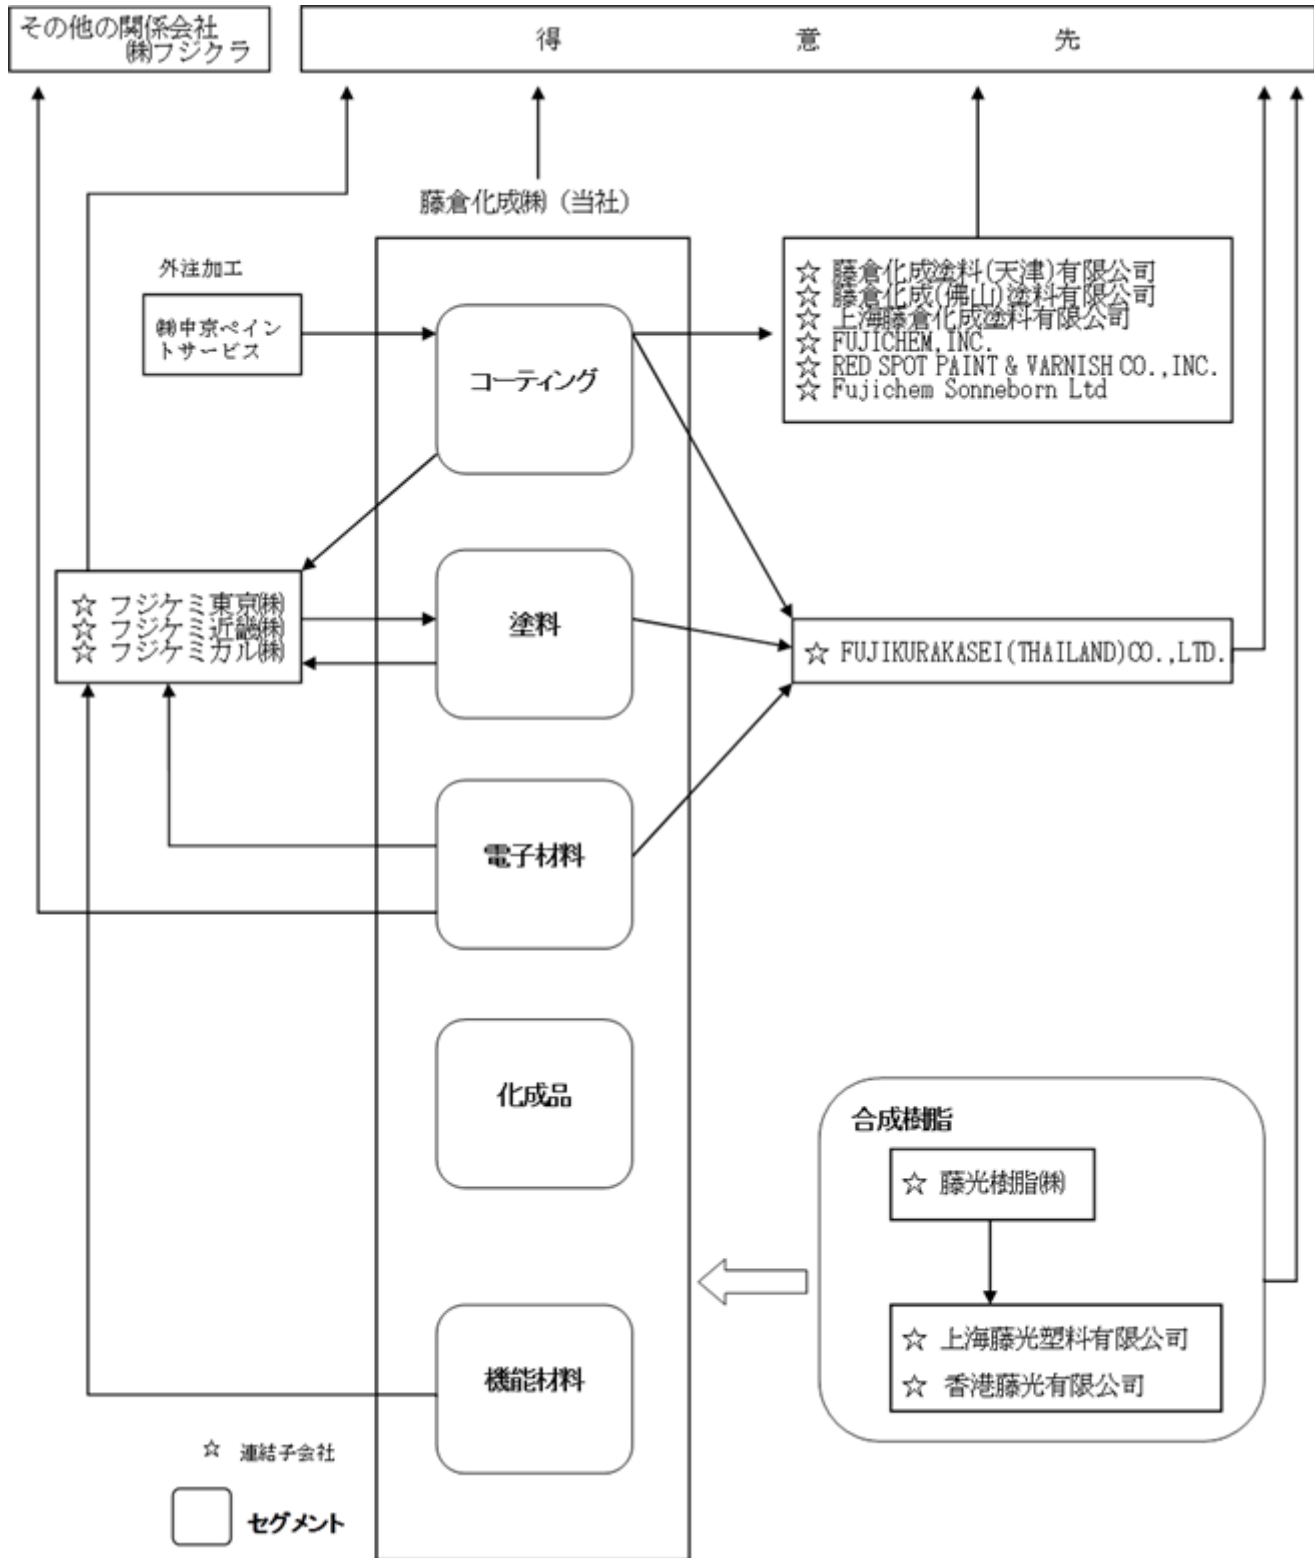 その他の関係会社
㈱フジクラ
得意先
藤倉化成㈱（当社）
外注加工
㈱中京ペイン
トサービス
コーティング
☆ 藤倉化成塗料(天津)有限公司
☆ 藤倉化成(佛山)塗料有限公司
☆ 上海藤倉化成塗料有限公司
☆ FUJICHEM,INC.
☆ RED SPOT PAINT & VARNISH CO.,INC.
☆ Fujichem Sonneborn Ltd
☆ フジケミ東京㈱
☆ フジケミ近畿㈱
☆ フジケミカル㈱
塗料
☆ FUJIKURAKASEI(THAILAND)CO.,LTD.
電子材料
化成品
合成樹脂
☆ 藤光樹脂㈱
☆ 上海藤光塑料有限公司
☆ 香港藤光有限公司
機能材料
☆ 連結子会社
セグメント